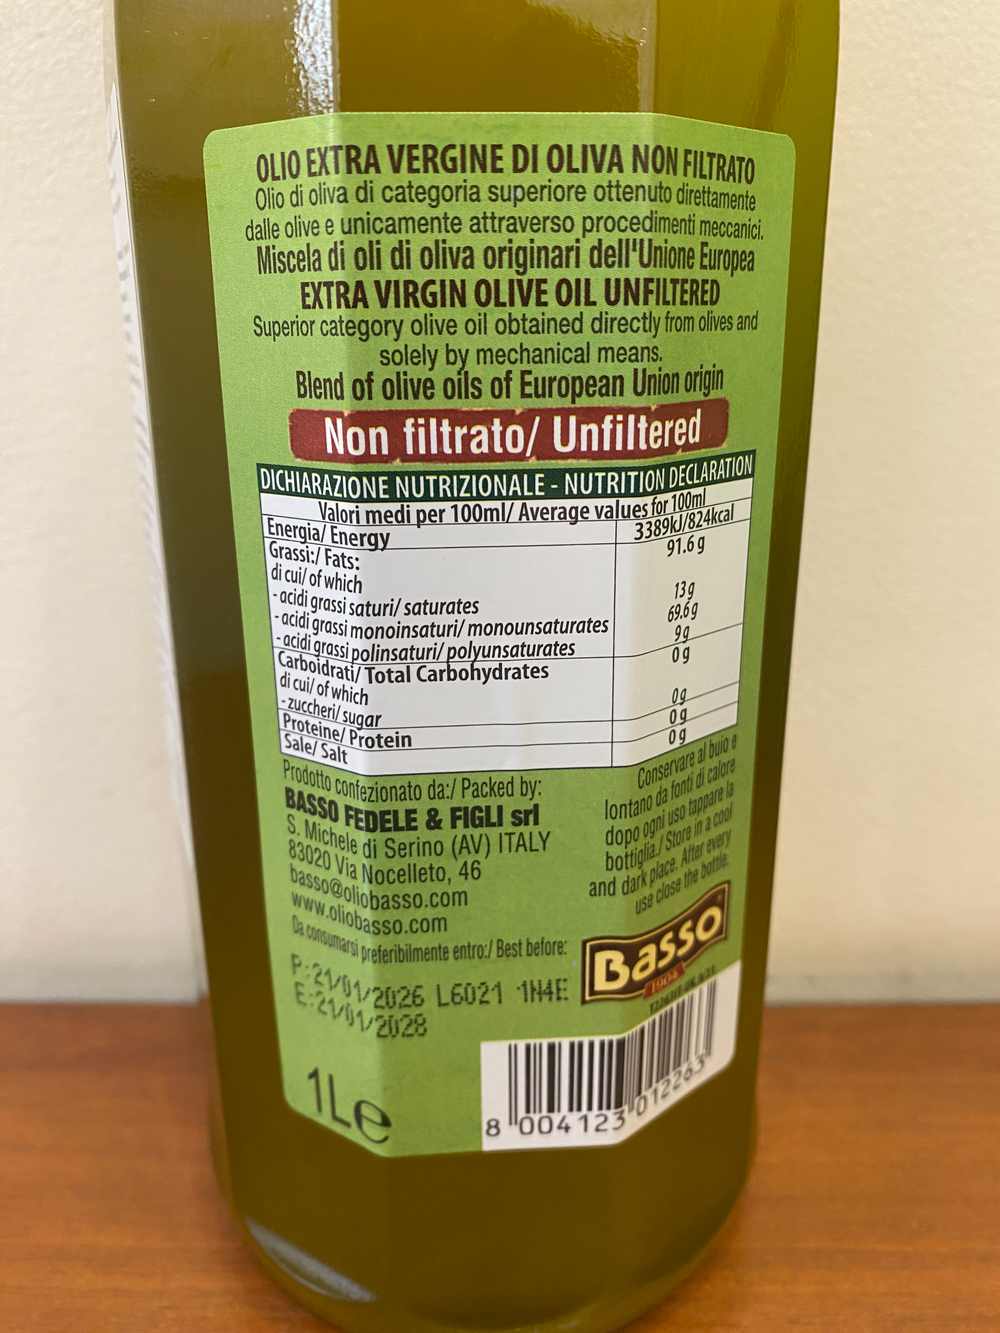 OLIO EXTRA VERGINE DI OLIVA NON FILTRATO
Olio di oliva di categoria superiore ottenuto direttamente
dalle olive e unicamente attraverso procedimenti meccanici.
Miscela di oli di oliva originari dell'Unione Europea
EXTRA VIRGIN OLIVE OIL UNFILTERED
Superior category olive oil obtained directly from olives and
solely by mechanical means.
Blend of olive oils of European Union origin
Non filtrato/ Unfiltered
DICHIARAZIONE NUTRIZIONALE - NUTRITION DECLARATION
Valori medi per 100ml/ Average values for 100ml
Energia/ Energy 3389kJ/824kcal
Grassi:/ Fats: 91.6 g
di cui/ of which
- acidi grassi saturi/ saturates 13 g
- acidi grassi monoinsaturi/ monounsaturates 69.6 g
- acidi grassi polinsaturi/ polyunsaturates 9 g
Carboidrati/ Total Carbohydrates 0 g
di cui/ of which
- zuccheri/ sugar 0 g
Proteine/ Protein 0 g
Sale/ Salt 0 g
Prodotto confezionato da:/ Packed by:
BASSO FEDELE & FIGLI srl
S. Michele di Serino (AV) ITALY
83020 Via Nocelleto, 46
basso@oliobasso.com
www.oliobasso.com
Da consumarsi preferibilmente entro:/ Best before:
P:21/01/2026 L6021 1N4E
E:21/01/2028
Conservare al buio e
lontano da fonti di calore
dopo ogni uso tappare la
bottiglia./ Store in a cool
and dark place. After every
use close the bottle.
Basso
1904
1Le
8 004123 012263